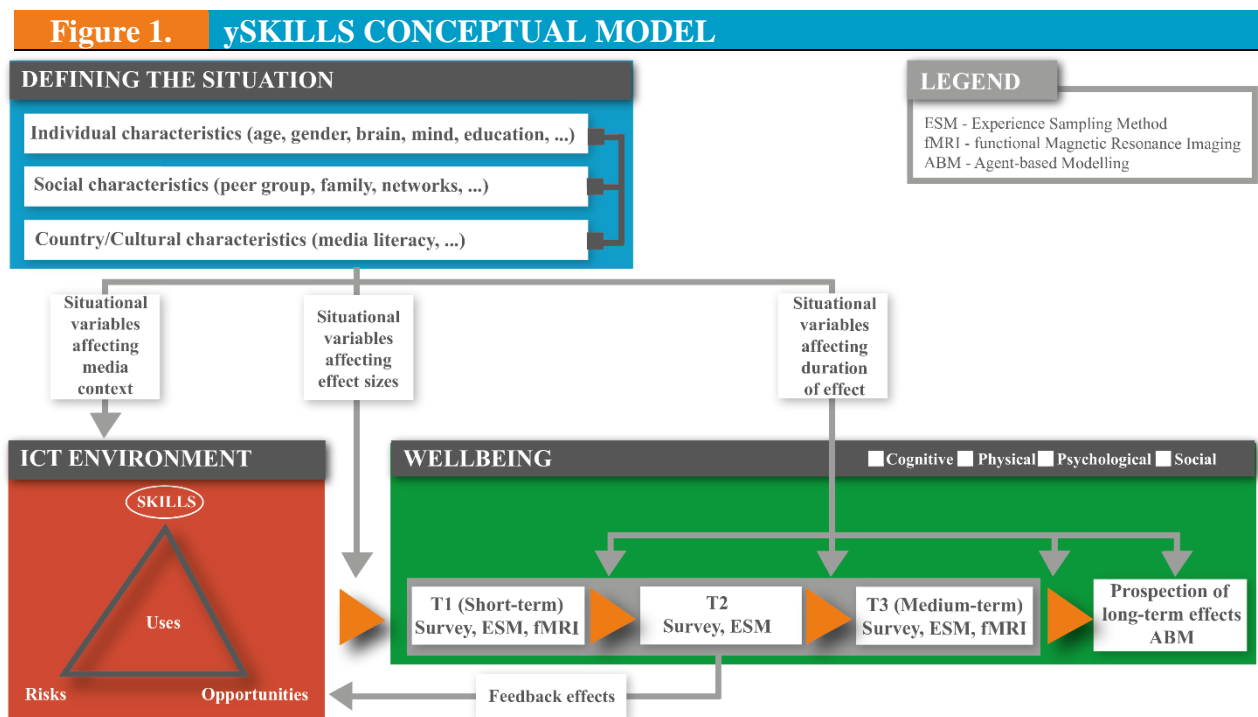 Figure 1. ySKILLS CONCEPTUAL MODEL
DEFINING THE SITUATION
Individual characteristics (age, gender, brain, mind, education, ...)
Social characteristics (peer group, family, networks, ...)
Country/Cultural characteristics (media literacy, ...)
LEGEND
ESM - Experience Sampling Method
fMRI - functional Magnetic Resonance Imaging
ABM - Agent-based Modelling
Situational
variables
affecting
media
context
Situational
variables
affecting
effect sizes
Situational
variables
affecting
duration
of effect
ICT ENVIRONMENT
SKILLS
Uses
Risks
Opportunities
WELLBEING
Cognitive Physical Psychological Social
T1 (Short-term)
Survey, ESM, fMRI
T2
Survey, ESM
T3 (Medium-term)
Survey, ESM, fMRI
Prospection of
long-term effects
ABM
Feedback effects